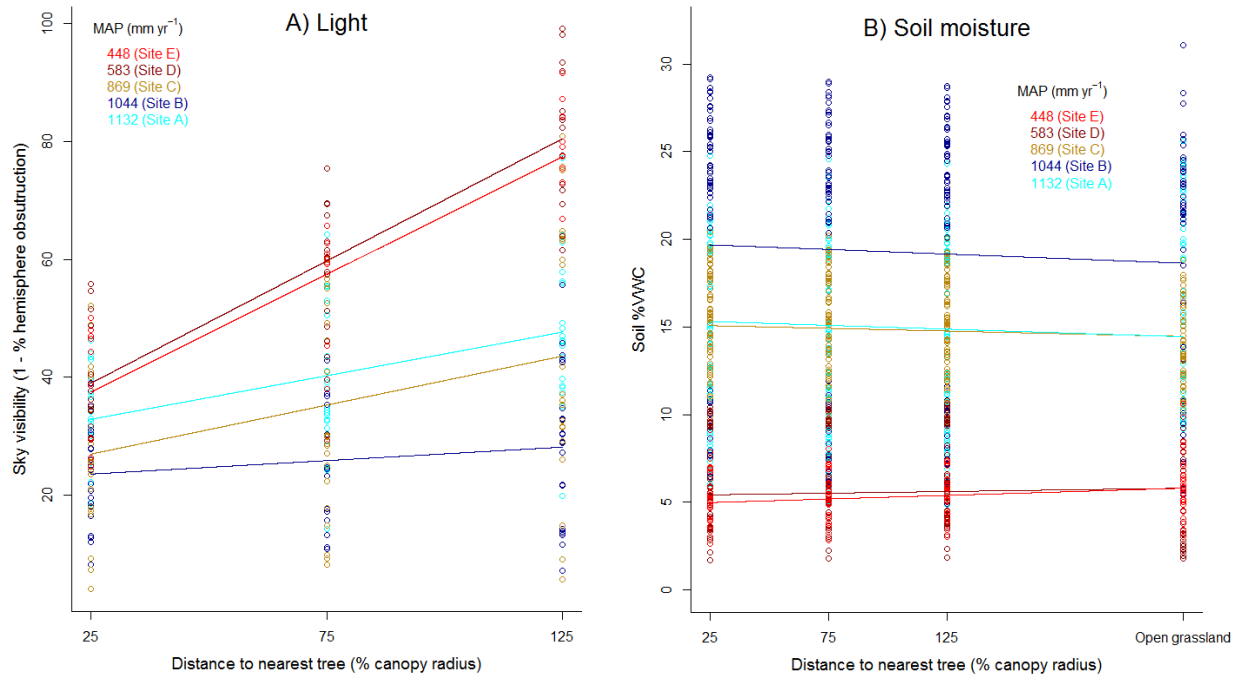 A) Light
MAP (mm yr⁻¹)
448 (Site E)
583 (Site D)
869 (Site C)
1044 (Site B)
1132 (Site A)
Sky visibility (1 - % hemisphere obsutruction)
100
80
60
40
20
25
75
125
Distance to nearest tree (% canopy radius)
B) Soil moisture
MAP (mm yr⁻¹)
448 (Site E)
583 (Site D)
869 (Site C)
1044 (Site B)
1132 (Site A)
Soil %VWC
30
25
20
15
10
5
0
25
75
125
Open grassland
Distance to nearest tree (% canopy radius)